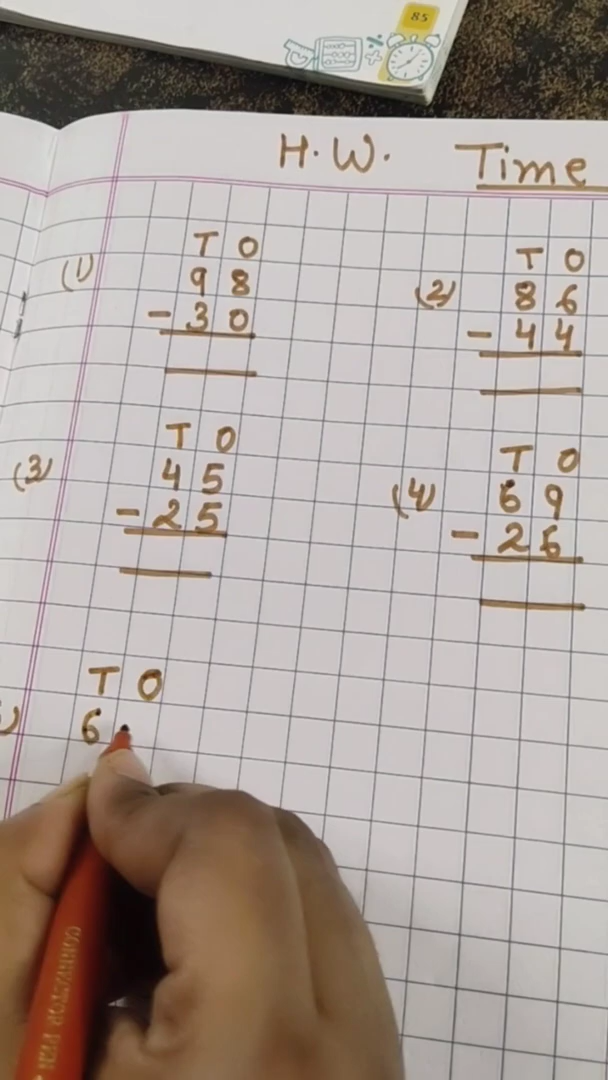 85
H.W. Time
(1)
T O
9 8
- 3 0
(2)
T O
8 6
- 4 4
(3)
T O
4 5
- 2 5
(4)
T O
6 9
- 2 6
T O
6